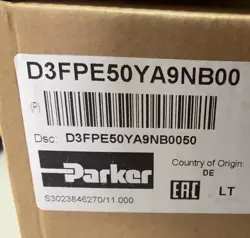 D3FPE50YA9NB00
(P)
Dsc: D3FPE50YA9NB0050
Parker
Country of Origin:
DE
EAC LT
S3023846270/11.000